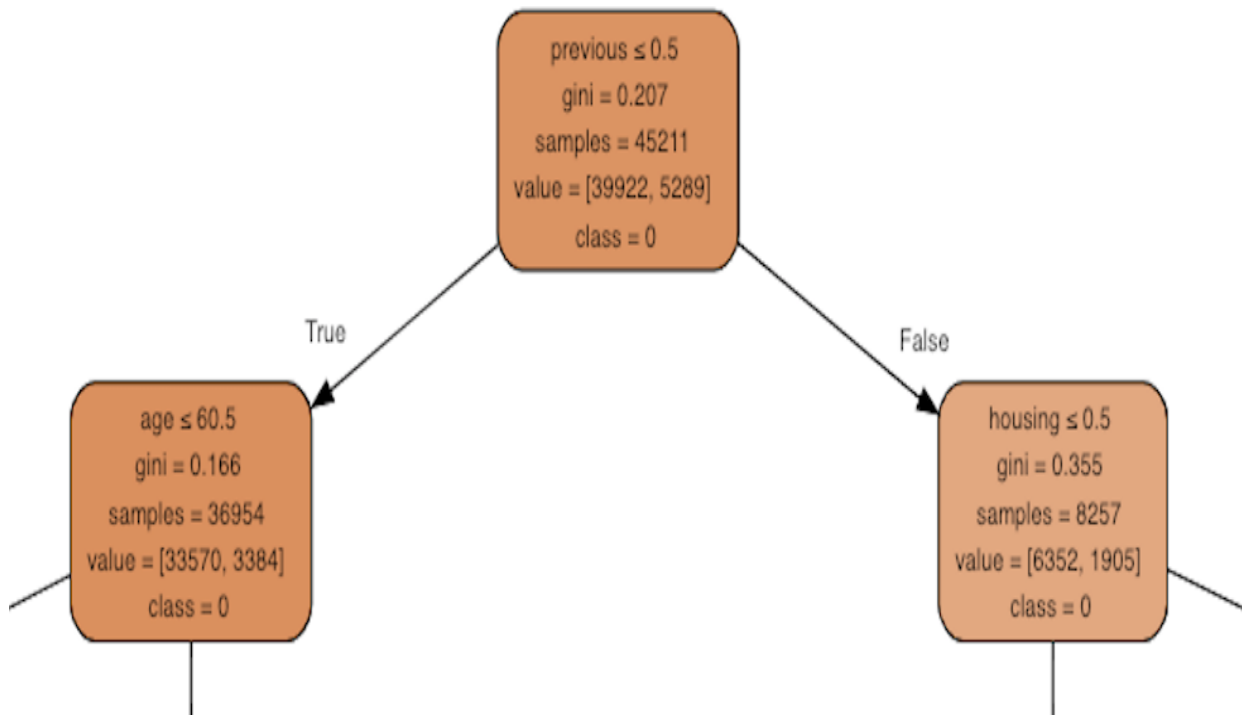 previous ≤ 0.5
gini = 0.207
samples = 45211
value = [39922, 5289]
class = 0
True
False
age ≤ 60.5
gini = 0.166
samples = 36954
value = [33570, 3384]
class = 0
housing ≤ 0.5
gini = 0.355
samples = 8257
value = [6352, 1905]
class = 0